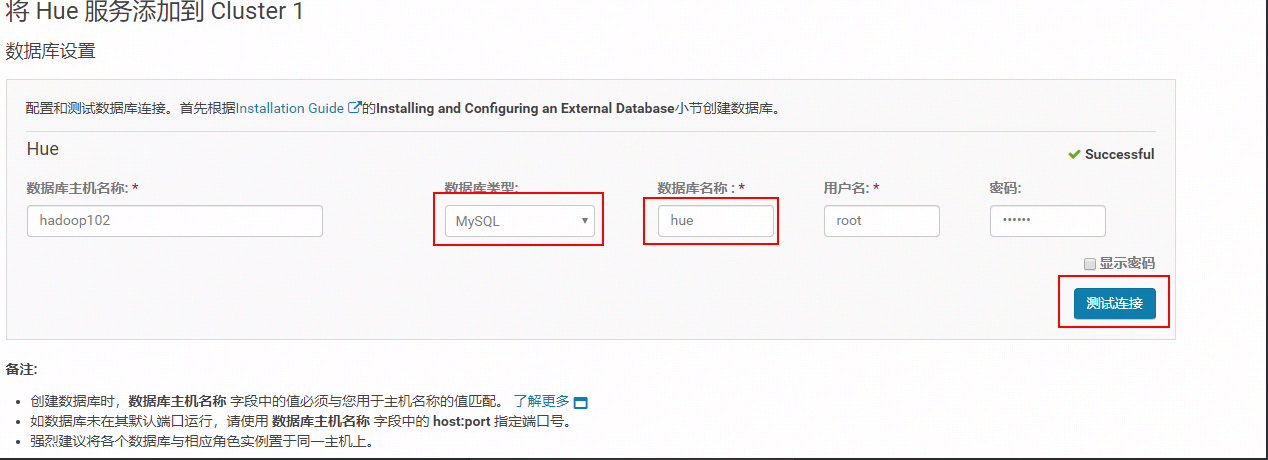 将 Hue 服务添加到 Cluster 1
数据库设置
配置和测试数据库连接。首先根据Installation Guide 的Installing and Configuring an External Database小节创建数据库。
Hue
Successful
数据库主机名称: * 数据库类型: 数据库名称 : * 用户名: * 密码:
hadoop102 MySQL hue root ••••••
显示密码
测试连接
备注:
• 创建数据库时，数据库主机名称 字段中的值必须与您用于主机名称的值匹配。 了解更多
• 如数据库未在其默认端口运行，请使用 数据库主机名称 字段中的 host:port 指定端口号。
• 强烈建议将各个数据库与相应角色实例置于同一主机上。